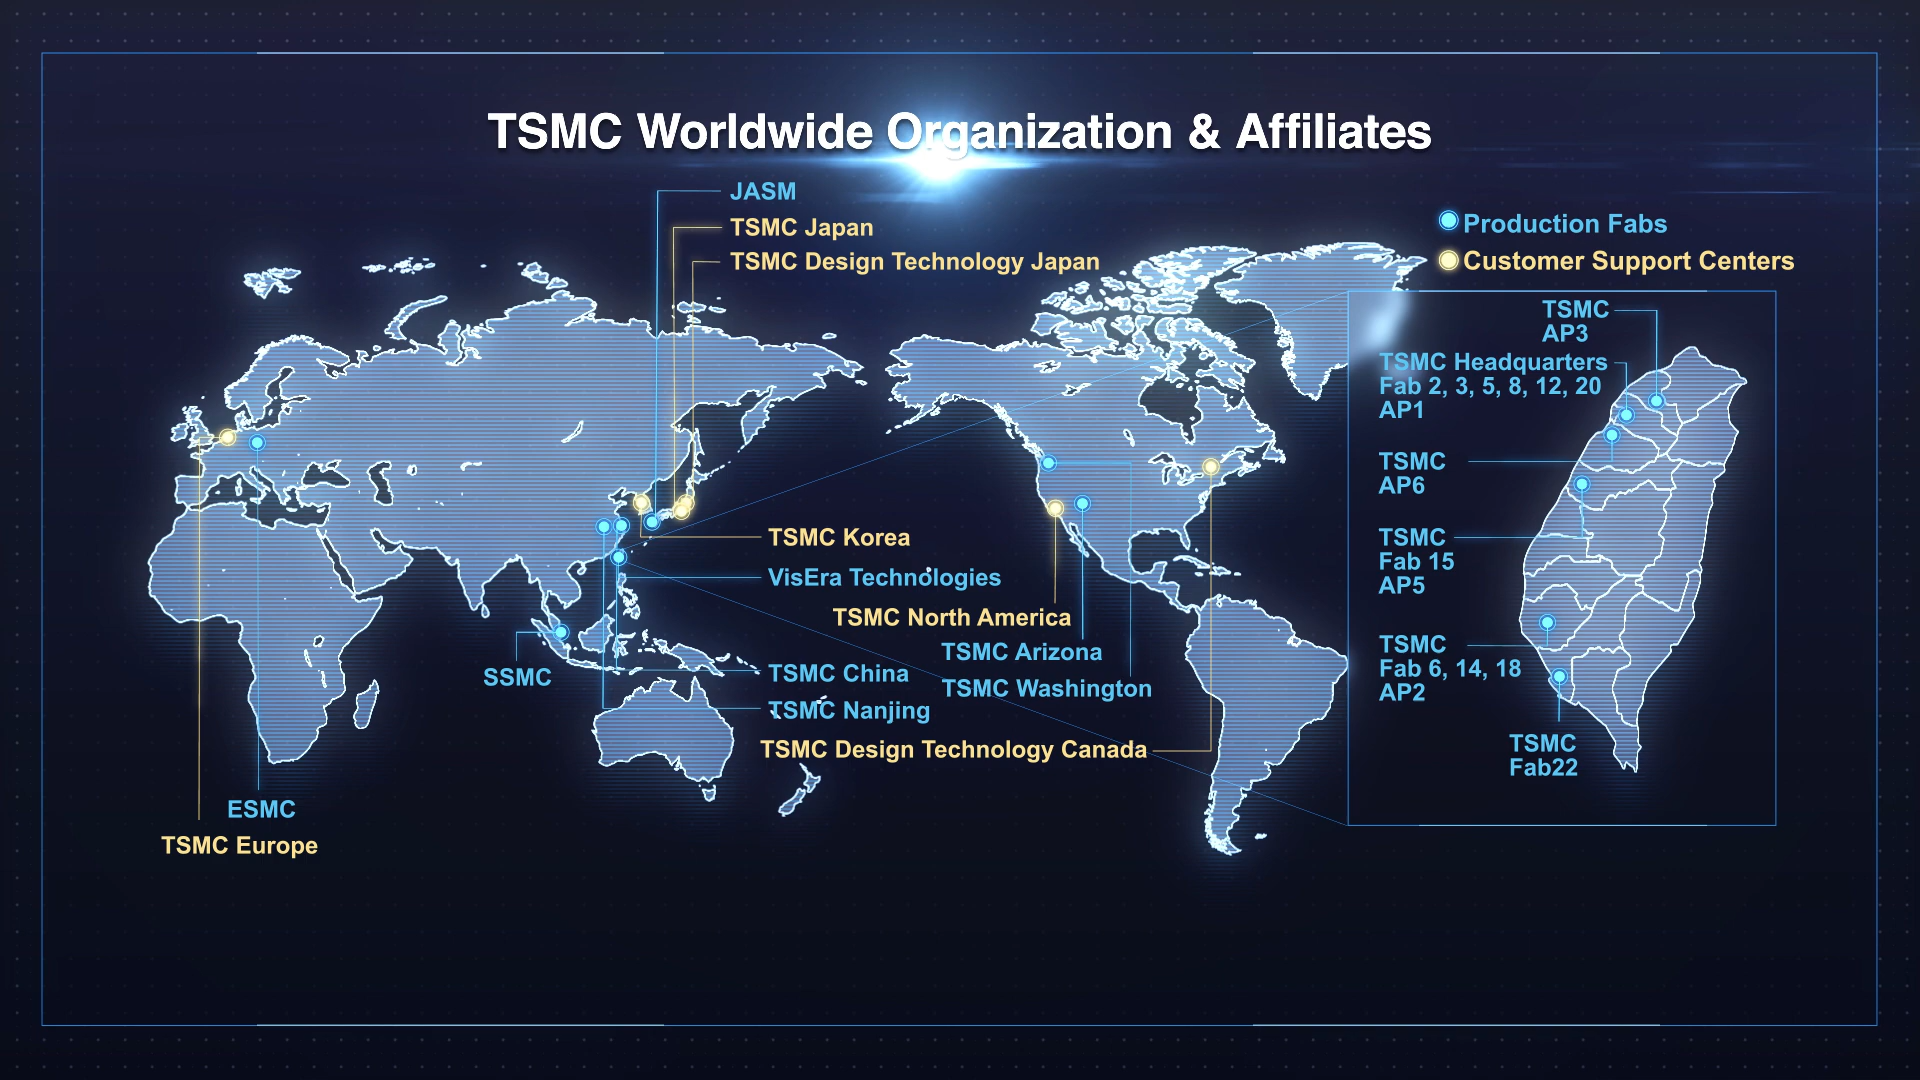 TSMC Worldwide Organization & Affiliates
JASM
TSMC Japan
TSMC Design Technology Japan
Production Fabs
Customer Support Centers
TSMC
AP3
TSMC Headquarters
Fab 2, 3, 5, 8, 12, 20
AP1
TSMC
AP6
TSMC
Fab 15
AP5
TSMC
Fab 6, 14, 18
AP2
TSMC
Fab22
TSMC Korea
VisEra Technologies
TSMC North America
TSMC Arizona
TSMC Washington
SSMC
TSMC China
TSMC Nanjing
TSMC Design Technology Canada
ESMC
TSMC Europe